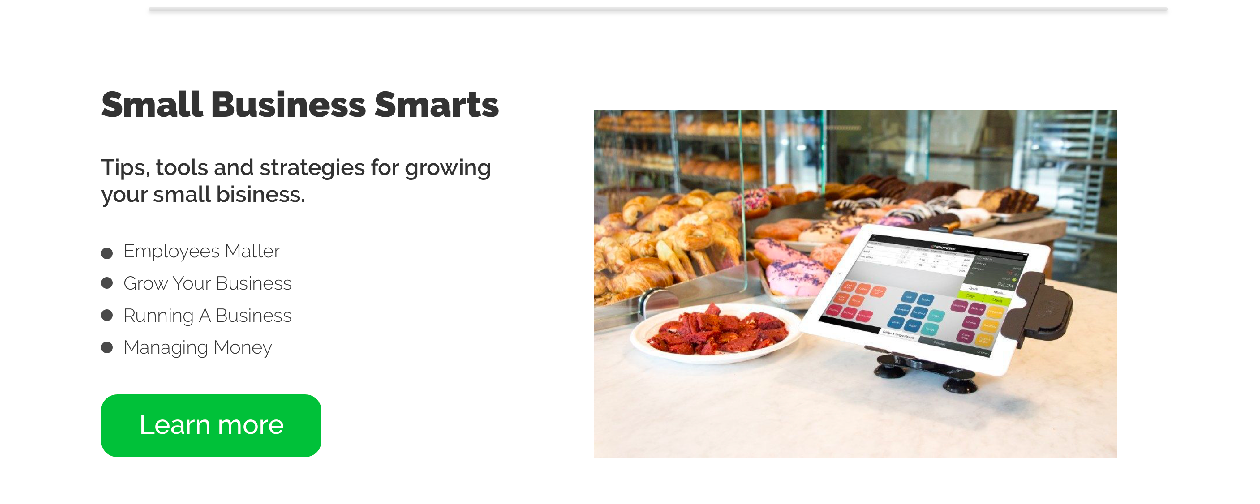 Small Business Smarts
Tips, tools and strategies for growing
your small bisiness.
Employees Matter
Grow Your Business
Running A Business
Managing Money
Learn more